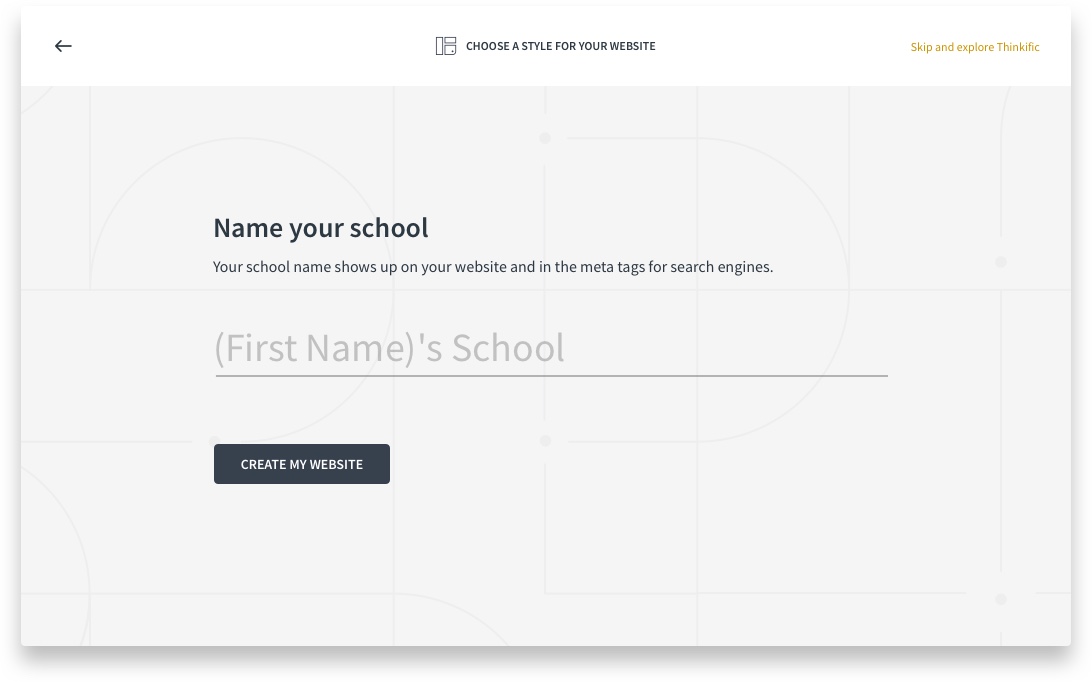 CHOOSE A STYLE FOR YOUR WEBSITE
Skip and explore Thinkific
Name your school
Your school name shows up on your website and in the meta tags for search engines.
(First Name)'s School
CREATE MY WEBSITE